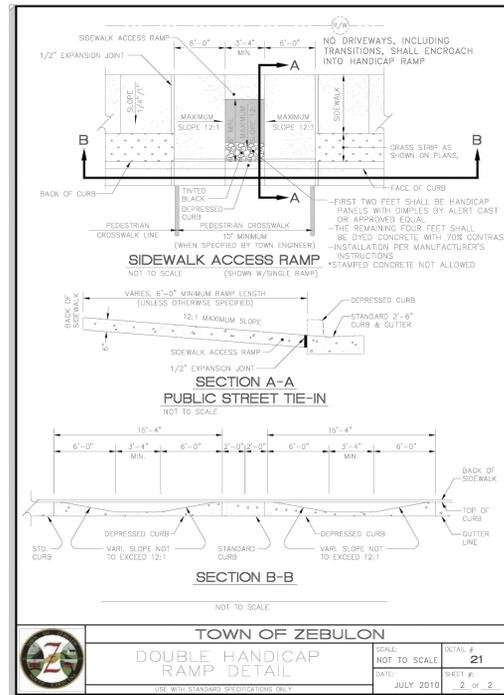 R/W
NO DRIVEWAYS, INCLUDING
TRANSITIONS, SHALL ENCROACH
INTO HANDICAP RAMP
SIDEWALK ACCESS RAMP
1/2" EXPANSION JOINT
6'-0"
3'-4"
MIN.
6'-0"
A
SLOPE
1/4"/1"
MAXIMUM
SLOPE 12:1
MIN.
MAXIMUM
MAXIMUM
SLOPE 12:1
SIDEWALK
B
B
GRASS STRIP AS
SHOWN ON PLANS,
BACK OF CURB
TINTED
BLACK
DEPRESSED
CURB
A
FACE OF CURB
PEDESTRIAN
CROSSWALK LINE
PEDESTRIAN CROSSWALK
10' MINIMUM
(WHEN SPECIFIED BY TOWN ENGINEER)
-FIRST TWO FEET SHALL BE HANDICAP
PANELS WITH DIMPLES BY ALERT CAST
OR APPROVED EQUAL
-THE REMAINING FOUR FEET SHALL
BE DYED CONCRETE WITH 70% CONTRAS
-INSTALLATION PER MANUFACTURER'S
INSTRUCTIONS
*STAMPED CONCRETE NOT ALLOWED
SIDEWALK ACCESS RAMP
NOT TO SCALE (SHOWN W/SINGLE RAMP)
BACK OF
SIDEWALK
VARIES, 6'-0" MINIMUM RAMP LENGTH
(UNLESS OTHERWISE SPECIFIED)
12:1 MAXIMUM SLOPE
DEPRESSED CURB
STANDARD 2'-6"
CURB & GUTTER
6"
SIDEWALK ACCESS RAMP
1/2" EXPANSION JOINT
SECTION A-A
PUBLIC STREET TIE-IN
NOT TO SCALE
15'-4"
15'-4"
6'-0"
3'-4"
MIN.
6'-0"
2'-0"
2'-0"
6'-0"
3'-4"
MIN.
6'-0"
BACK OF
SIDEWALK
TOP OF
CURB
GUTTER
LINE
DEPRESSED CURB
DEPRESSED CURB
STD.
CURB
VARI. SLOPE NOT
TO EXCEED 12:1
STANDARD
CURB
VARI. SLOPE NOT
TO EXCEED 12:1
SECTION B-B
NOT TO SCALE
TOWN OF ZEBULON
Z
DOUBLE HANDICAP
RAMP DETAIL
USE WITH STANDARD SPECIFICATIONS ONLY
SCALE:
NOT TO SCALE
DETAIL #
21
DATE:
JULY 2010
SHEET #:
2 OF 2